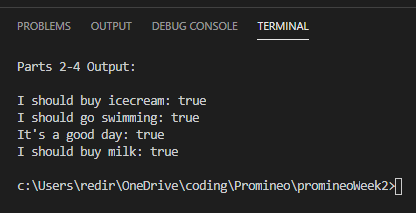 PROBLEMS OUTPUT DEBUG CONSOLE TERMINAL
Parts 2-4 Output:
I should buy icecream: true
I should go swimming: true
It's a good day: true
I should buy milk: true
c:\Users\redir\OneDrive\coding\Promineo\promineoWeek2>